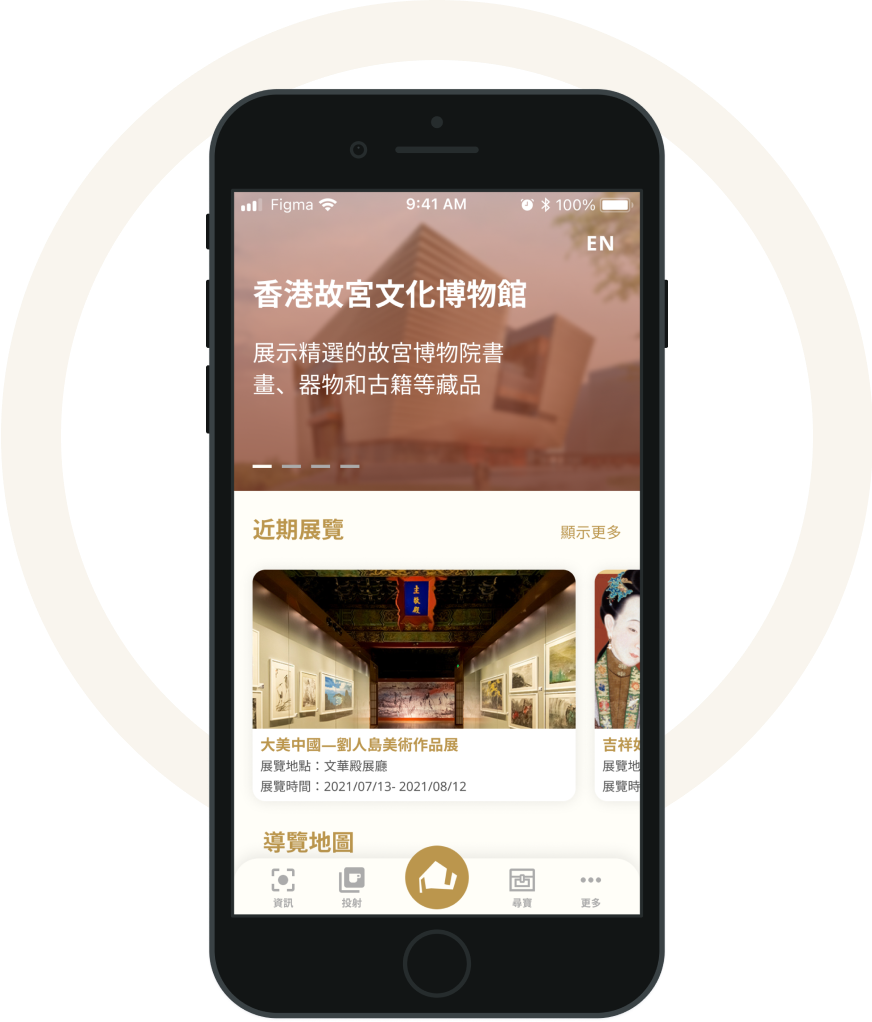 Figma 9:41 AM 100%
EN
香港故宮文化博物館
展示精選的故宮博物院書
畫、器物和古籍等藏品
近期展覽 顯示更多
大美中國—劉人島美術作品展
展覽地點：文華殿展廳
展覽時間：2021/07/13- 2021/08/12
吉祥
展覽地
展覽時
導覽地圖
資訊 投射 尋寶 更多